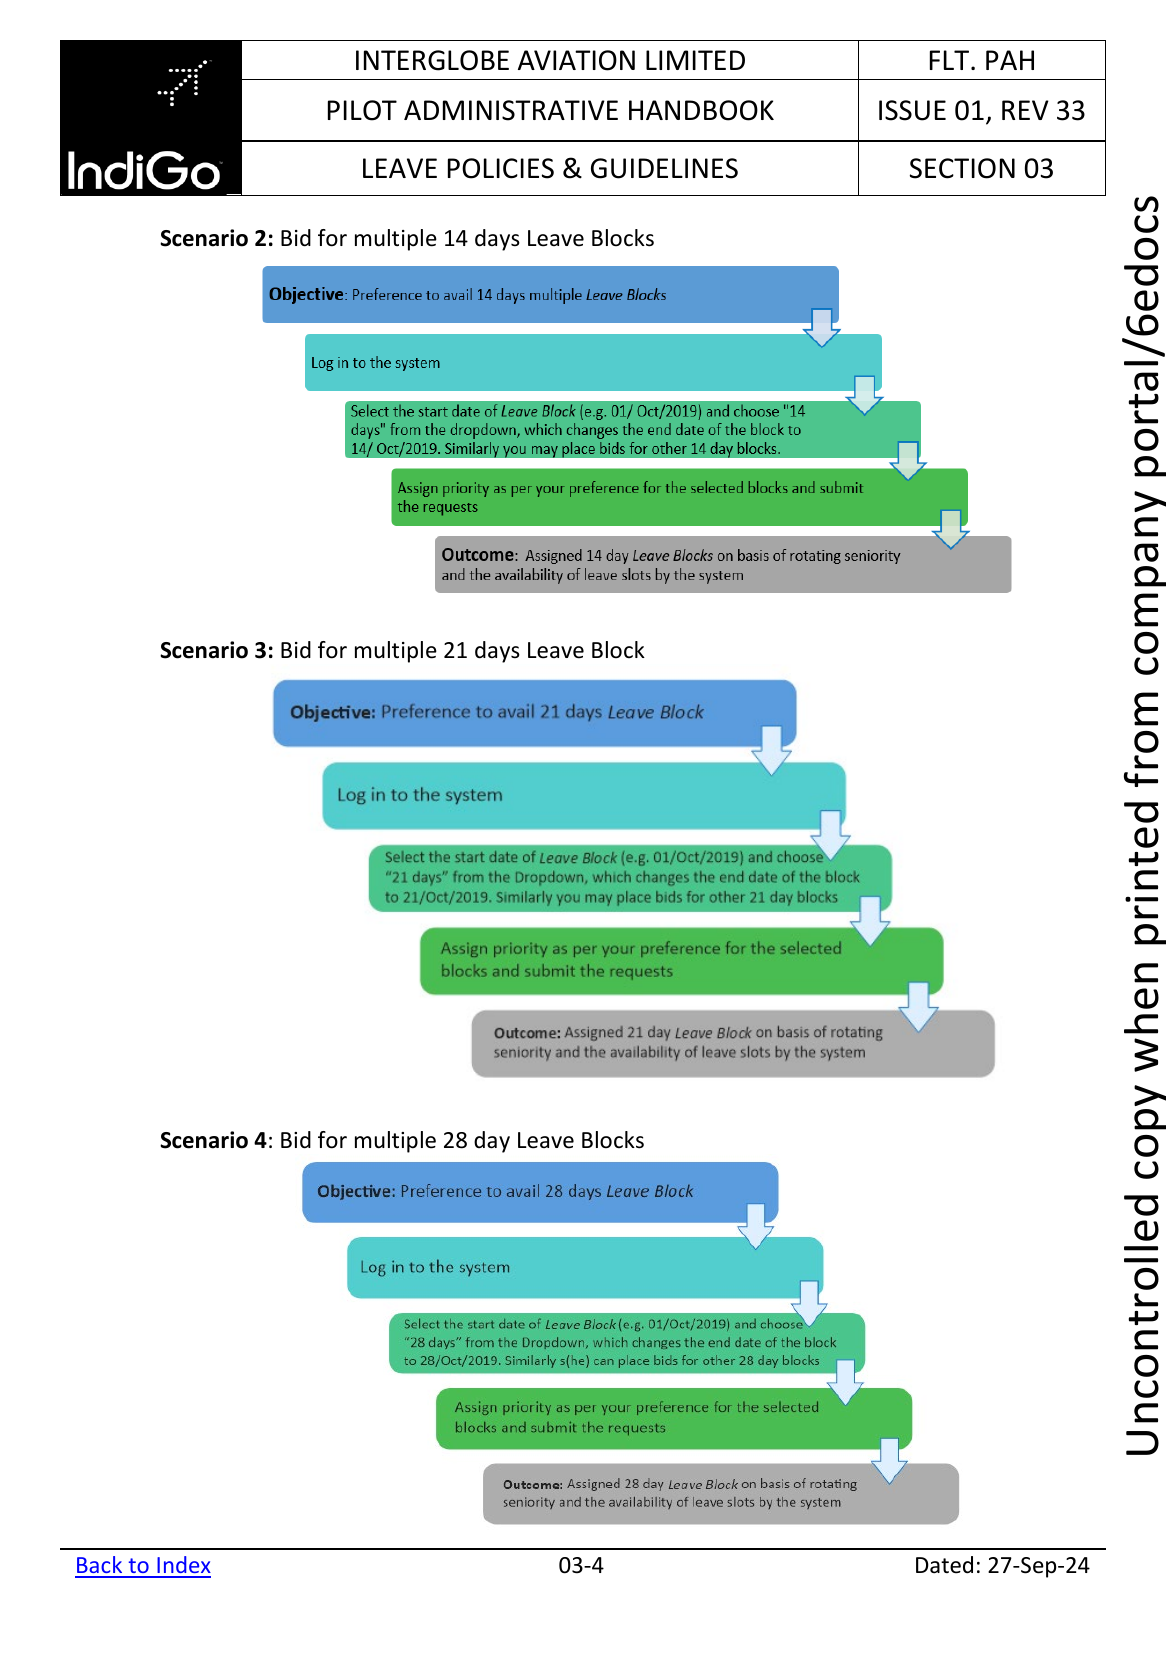 INTERGLOBE AVIATION LIMITED
FLT. PAH
PILOT ADMINISTRATIVE HANDBOOK
ISSUE 01, REV 33
IndiGo
LEAVE POLICIES & GUIDELINES
SECTION 03
Scenario 2: Bid for multiple 14 days Leave Blocks
Objective: Preference to avail 14 days multiple Leave Blocks
Log in to the system
Select the start date of Leave Block (e.g. 01/ Oct/2019) and choose "14
days" from the dropdown, which changes the end date of the block to
14/ Oct/2019. Similarly you may place bids for other 14 day blocks.
Assign priority as per your preference for the selected blocks and submit
the requests
Outcome: Assigned 14 day Leave Blocks on basis of rotating seniority
and the availability of leave slots by the system
Scenario 3: Bid for multiple 21 days Leave Block
Objective: Preference to avail 21 days Leave Block
Log in to the system
Select the start date of Leave Block (e.g. 01/Oct/2019) and choose
“21 days” from the Dropdown, which changes the end date of the block
to 21/Oct/2019. Similarly you may place bids for other 21 day blocks
Assign priority as per your preference for the selected
blocks and submit the requests
Outcome: Assigned 21 day Leave Block on basis of rotating
seniority and the availability of leave slots by the system
Scenario 4: Bid for multiple 28 day Leave Blocks
Objective: Preference to avail 28 days Leave Block
Log in to the system
Select the start date of Leave Block (e.g. 01/Oct/2019) and choose
“28 days” from the Dropdown, which changes the end date of the block
to 28/Oct/2019. Similarly s(he) can place bids for other 28 day blocks
Assign priority as per your preference for the selected
blocks and submit the requests
Outcome: Assigned 28 day Leave Block on basis of rotating
seniority and the availability of leave slots by the system
Back to Index
03-4
Dated: 27-Sep-24
Uncontrolled copy when printed from company portal/6edocs